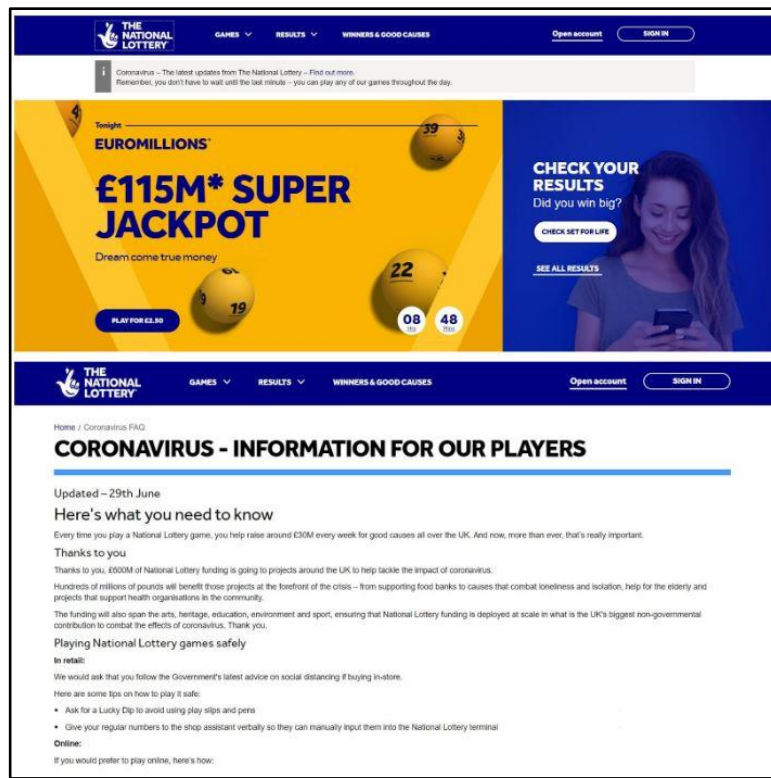 THE
NATIONAL
LOTTERY
GAMES RESULTS WINNERS & GOOD CAUSES Open account SIGN IN
i
Coronavirus – The latest updates from The National Lottery – Find out more.
Remember, you don't have to wait until the last minute – you can play any of our games throughout the day.
Tonight
EUROMILLIONS
£115M* SUPER
JACKPOT
Dream come true money
PLAY FOR £2.50
39
22
19
08 Hrs 48 Mins
CHECK YOUR
RESULTS
Did you win big?
CHECK SET FOR LIFE
SEE ALL RESULTS
THE
NATIONAL
LOTTERY
GAMES RESULTS WINNERS & GOOD CAUSES Open account SIGN IN
Home / Coronavirus FAQ
CORONAVIRUS - INFORMATION FOR OUR PLAYERS
Updated – 29th June
Here's what you need to know
Every time you play a National Lottery game, you help raise around £30M every week for good causes all over the UK. And now, more than ever, that's really important.
Thanks to you
Thanks to you, £600M of National Lottery funding is going to projects around the UK to help tackle the impact of coronavirus.
Hundreds of millions of pounds will benefit those projects at the forefront of the crisis – from supporting food banks to causes that combat loneliness and isolation, help for the elderly and
projects that support health organisations in the community.
The funding will also span the arts, heritage, education, environment and sport, ensuring that National Lottery funding is deployed at scale in what is the UK's biggest non-governmental
contribution to combat the effects of coronavirus. Thank you.
Playing National Lottery games safely
In retail:
We would ask that you follow the Government's latest advice on social distancing if buying in-store.
Here are some tips on how to play it safe:
• Ask for a Lucky Dip to avoid using play slips and pens
• Give your regular numbers to the shop assistant verbally so they can manually input them into the National Lottery terminal
Online:
If you would prefer to play online, here's how: